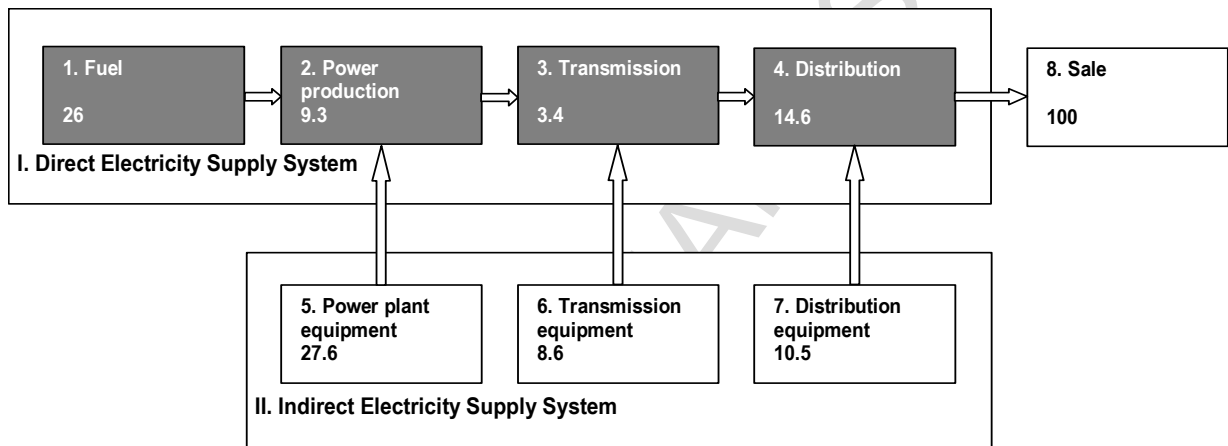 1. Fuel
26
2. Power
production
9.3
3. Transmission
3.4
4. Distribution
14.6
8. Sale
100
I. Direct Electricity Supply System
5. Power plant
equipment
27.6
6. Transmission
equipment
8.6
7. Distribution
equipment
10.5
II. Indirect Electricity Supply System